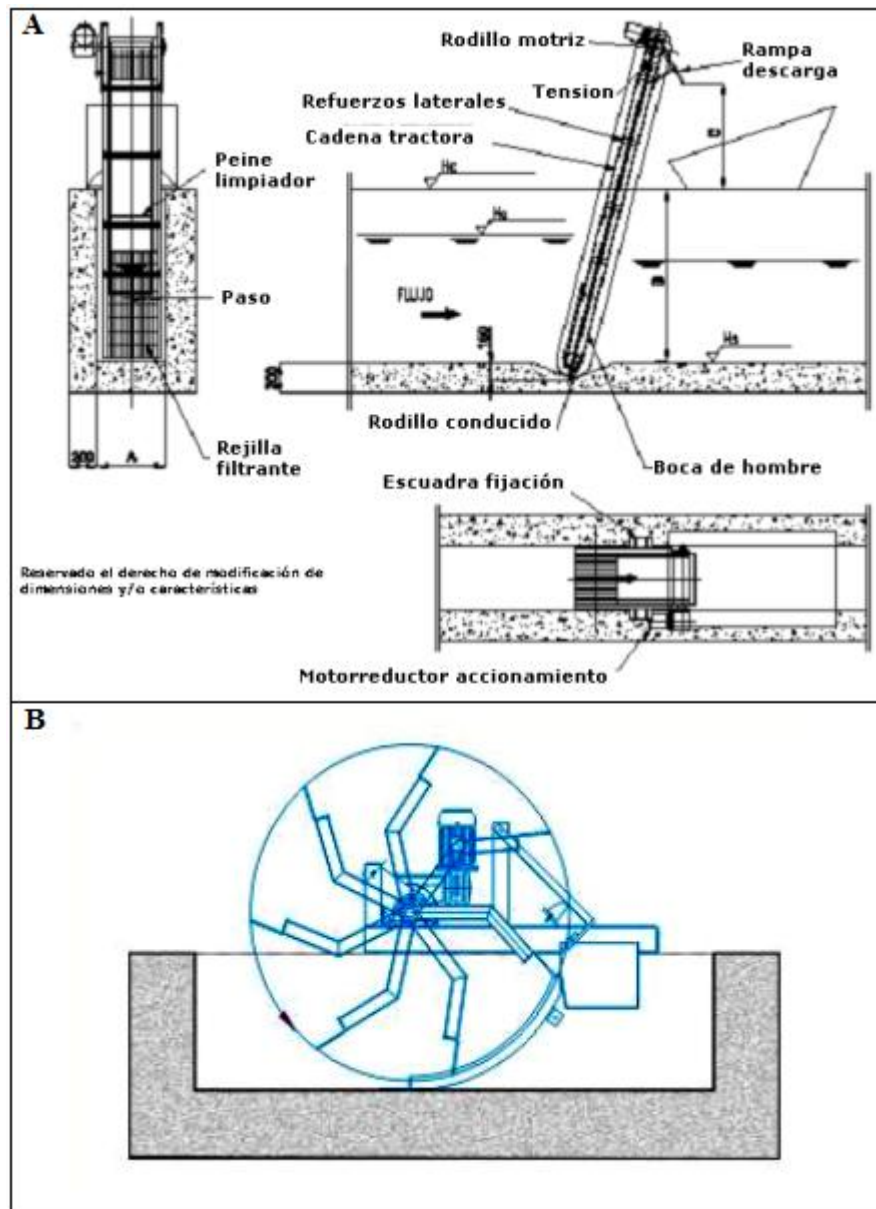 A
Rodillo motriz
Rampa
descarga
Tension
Refuerzos laterales
Cadena tractora
Peine
limpiador
Paso
FLUJO
200
Rodillo conducido
Boca de hombre
Rejilla
filtrante
A
Escuadra fijación
Reservado el derecho de modificación de
dimensiones y/o características
Motorreductor accionamiento
B